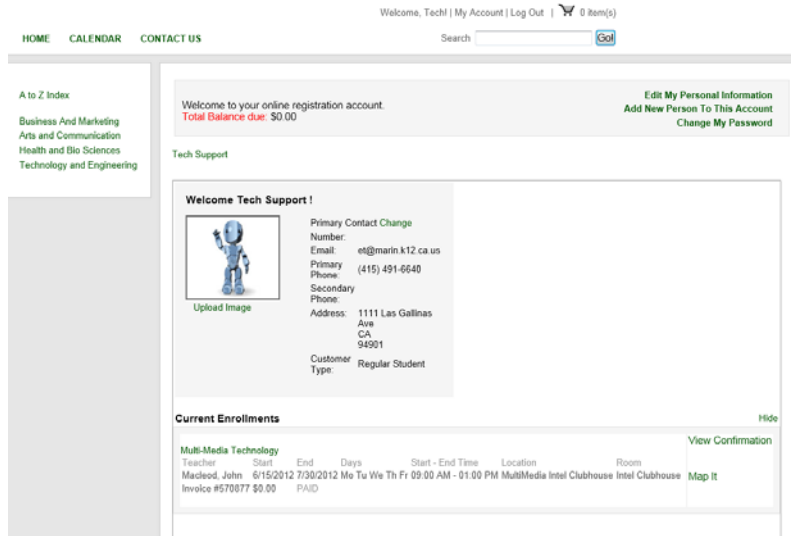 Welcome, Tech! | My Account | Log Out | 0 item(s)
HOME CALENDAR CONTACT US Search Go!
A to Z Index
Business And Marketing
Arts and Communication
Health and Bio Sciences
Technology and Engineering
Welcome to your online registration account.
Total Balance due: $0.00
Edit My Personal Information
Add New Person To This Account
Change My Password
Tech Support
Welcome Tech Support !
Upload Image
Primary Contact Change
Number:
Email: et@marin.k12.ca.us
Primary Phone: (415) 491-6640
Secondary Phone:
Address: 1111 Las Gallinas
Ave
CA
94901
Customer Type: Regular Student
Current Enrollments Hide
Multi-Media Technology View Confirmation
Teacher Start End Days Start - End Time Location Room
Macleod, John 6/15/2012 7/30/2012 Mo Tu We Th Fr 09:00 AM - 01:00 PM MultiMedia Intel Clubhouse Intel Clubhouse Map It
Invoice #570877 $0.00 PAID